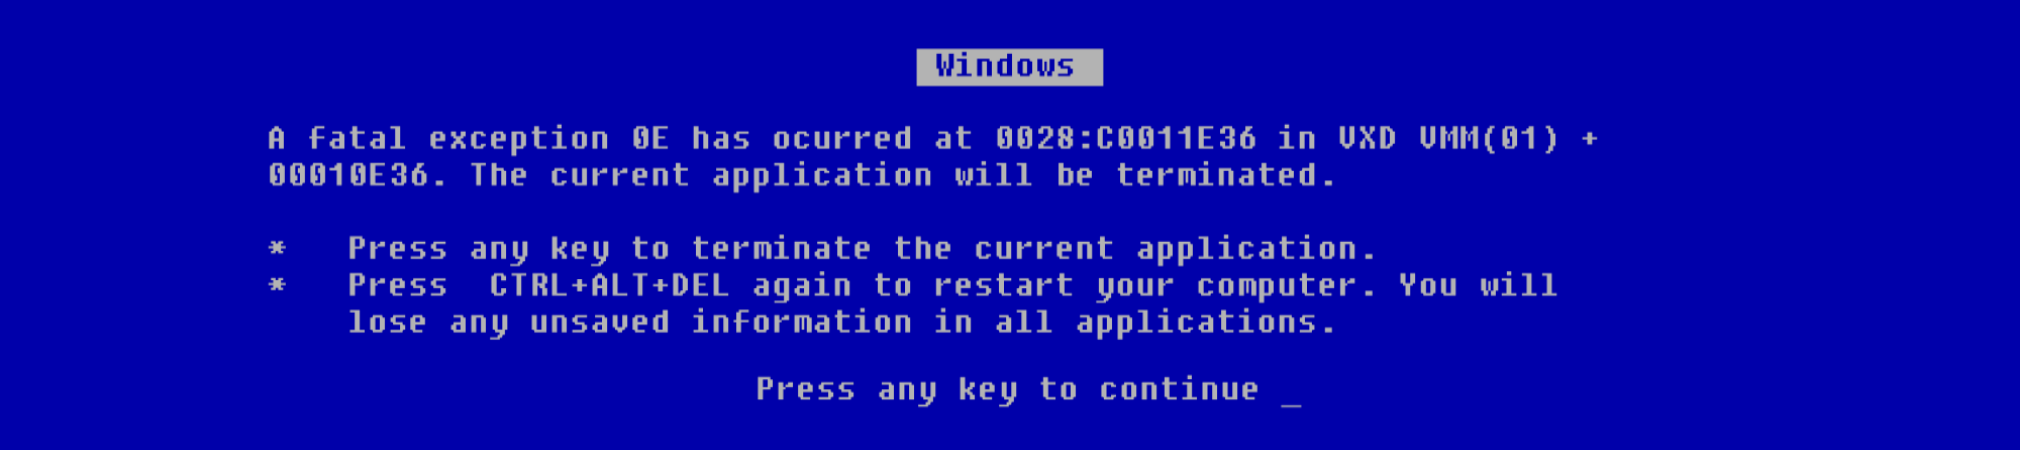 Windows
A fatal exception 0E has ocurred at 0028:C0011E36 in VXD VMM(01) +
00010E36. The current application will be terminated.
*   Press any key to terminate the current application.
*   Press  CTRL+ALT+DEL again to restart your computer. You will
    lose any unsaved information in all applications.
Press any key to continue _